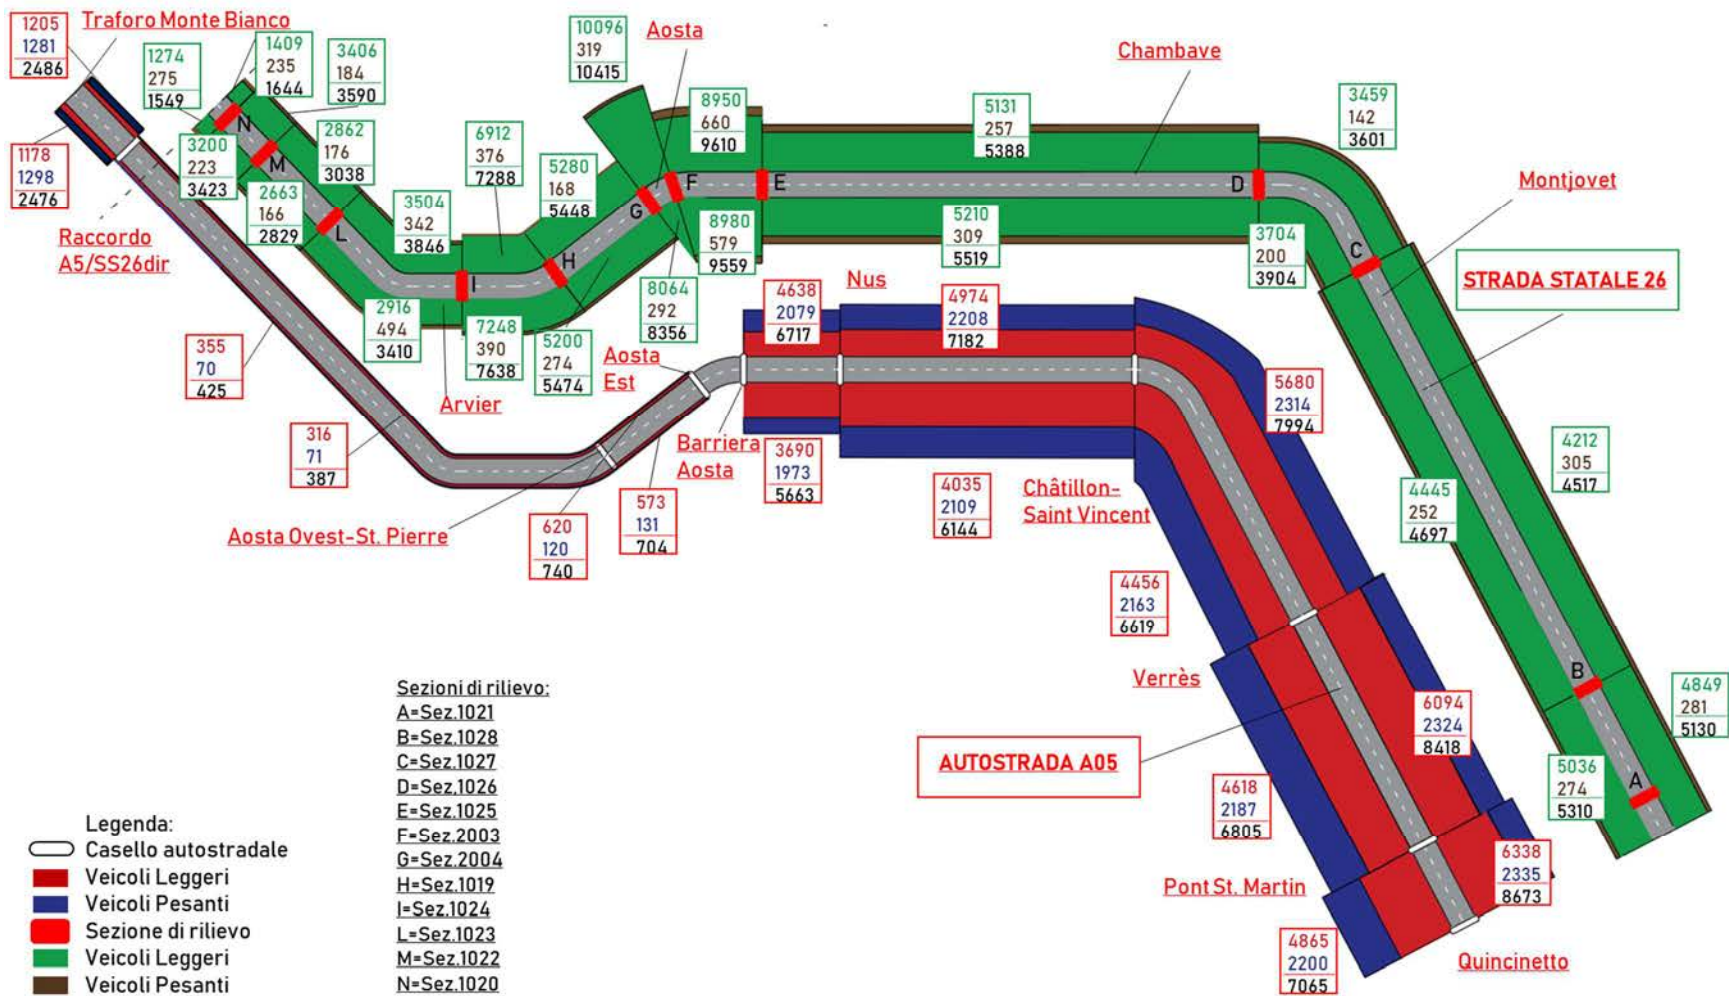 1205
1281
2486
Traforo Monte Bianco
1274
275
1549
1409
235
1644
3406
184
3590
10096
319
10415
Aosta
Chambave
8950
660
9610
5131
257
5388
3459
142
3601
1178
1298
2476
3200
223
3423
N
M
2862
176
3038
6912
376
7288
5280
168
5448
F
E
D
G
Montjovet
2663
166
2829
L
3504
342
3846
8980
579
9559
5210
309
5519
3704
200
3904
C
Raccordo
A5/SS26dir
I
H
STRADA STATALE 26
2916
494
3410
7248
390
7638
5200
274
5474
8064
292
8356
Nus
4638
2079
6717
4974
2208
7182
355
70
425
Arvier
Aosta
Est
5680
2314
7994
316
71
387
Barriera
Aosta
3690
1973
5663
4035
2109
6144
Châtillon-
Saint Vincent
4445
252
4697
4212
305
4517
Aosta Ovest-St. Pierre
620
120
740
573
131
704
4456
2163
6619
Verrès
B
4849
281
5130
AUTOSTRADA A05
6094
2324
8418
5036
274
5310
A
4618
2187
6805
Pont St. Martin
6338
2335
8673
4865
2200
7065
Quincinetto
Sezioni di rilievo:
A=Sez.1021
B=Sez.1028
C=Sez.1027
D=Sez.1026
E=Sez.1025
F=Sez.2003
G=Sez.2004
H=Sez.1019
I=Sez.1024
L=Sez.1023
M=Sez.1022
N=Sez.1020
Legenda:
Casello autostradale
Veicoli Leggeri
Veicoli Pesanti
Sezione di rilievo
Veicoli Leggeri
Veicoli Pesanti